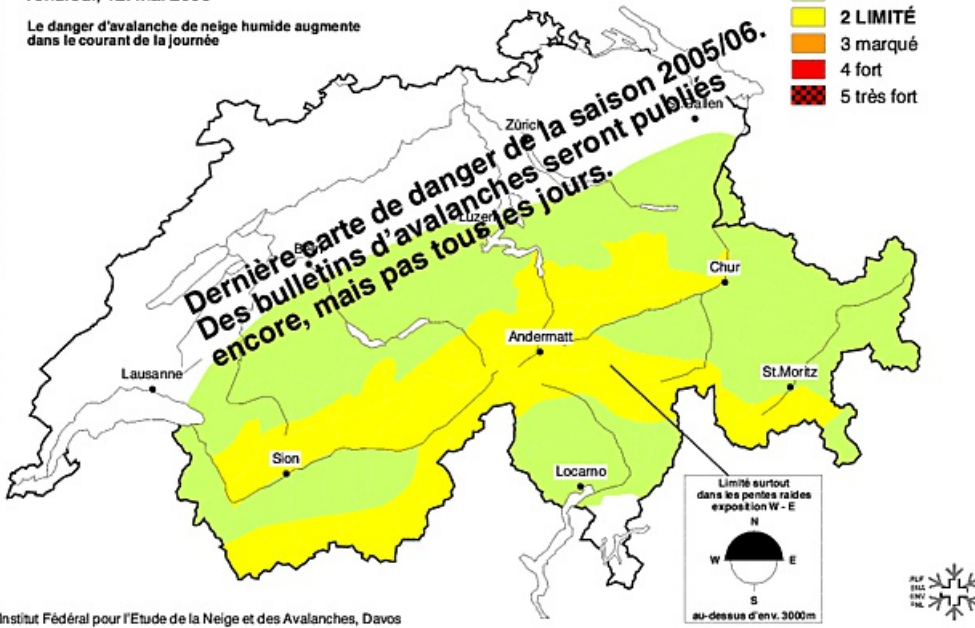 Le danger d'avalanche de neige humide augmente
dans le courant de la journée
2 LIMITÉ
3 marqué
4 fort
5 très fort
Dernière carte de danger de la saison 2005/06.
Des bulletins d'avalanches seront publiés
encore, mais pas tous les jours.
Zürich
Luzern
Chur
Andermatt
Lausanne
St.Moritz
Sion
Locarno
Limité surtout
dans les pentes raides
exposition W - E
N
W E
S
au-dessus d'env. 3000m
Institut Fédéral pour l'Etude de la Neige et des Avalanches, Davos
SLF
ENV
SNL